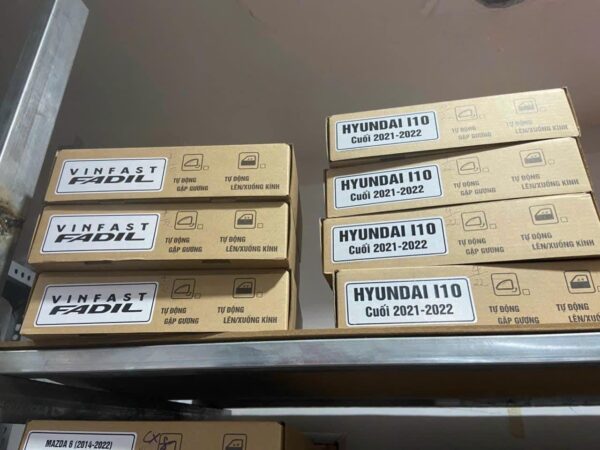 VINFAST
FADIL
TỰ ĐỘNG
GẬP GƯƠNG
TỰ ĐỘNG
LÊN/XUỐNG KÍNH
VINFAST
FADIL
TỰ ĐỘNG
GẬP GƯƠNG
TỰ ĐỘNG
LÊN/XUỐNG KÍNH
VINFAST
FADIL
TỰ ĐỘNG
GẬP GƯƠNG
TỰ ĐỘNG
LÊN/XUỐNG KÍNH
HYUNDAI I10
Cuối 2021-2022
TỰ ĐỘNG
GẬP GƯƠNG
TỰ ĐỘNG
LÊN/XUỐNG KÍNH
HYUNDAI I10
Cuối 2021-2022
TỰ ĐỘNG
GẬP GƯƠNG
TỰ ĐỘNG
LÊN/XUỐNG KÍNH
HYUNDAI I10
Cuối 2021-2022
TỰ ĐỘNG
GẬP GƯƠNG
TỰ ĐỘNG
LÊN/XUỐNG KÍNH
HYUNDAI I10
Cuối 2021-2022
TỰ ĐỘNG
GẬP GƯƠNG
TỰ ĐỘNG
LÊN/XUỐNG
MAZDA 6 (2014-2022)